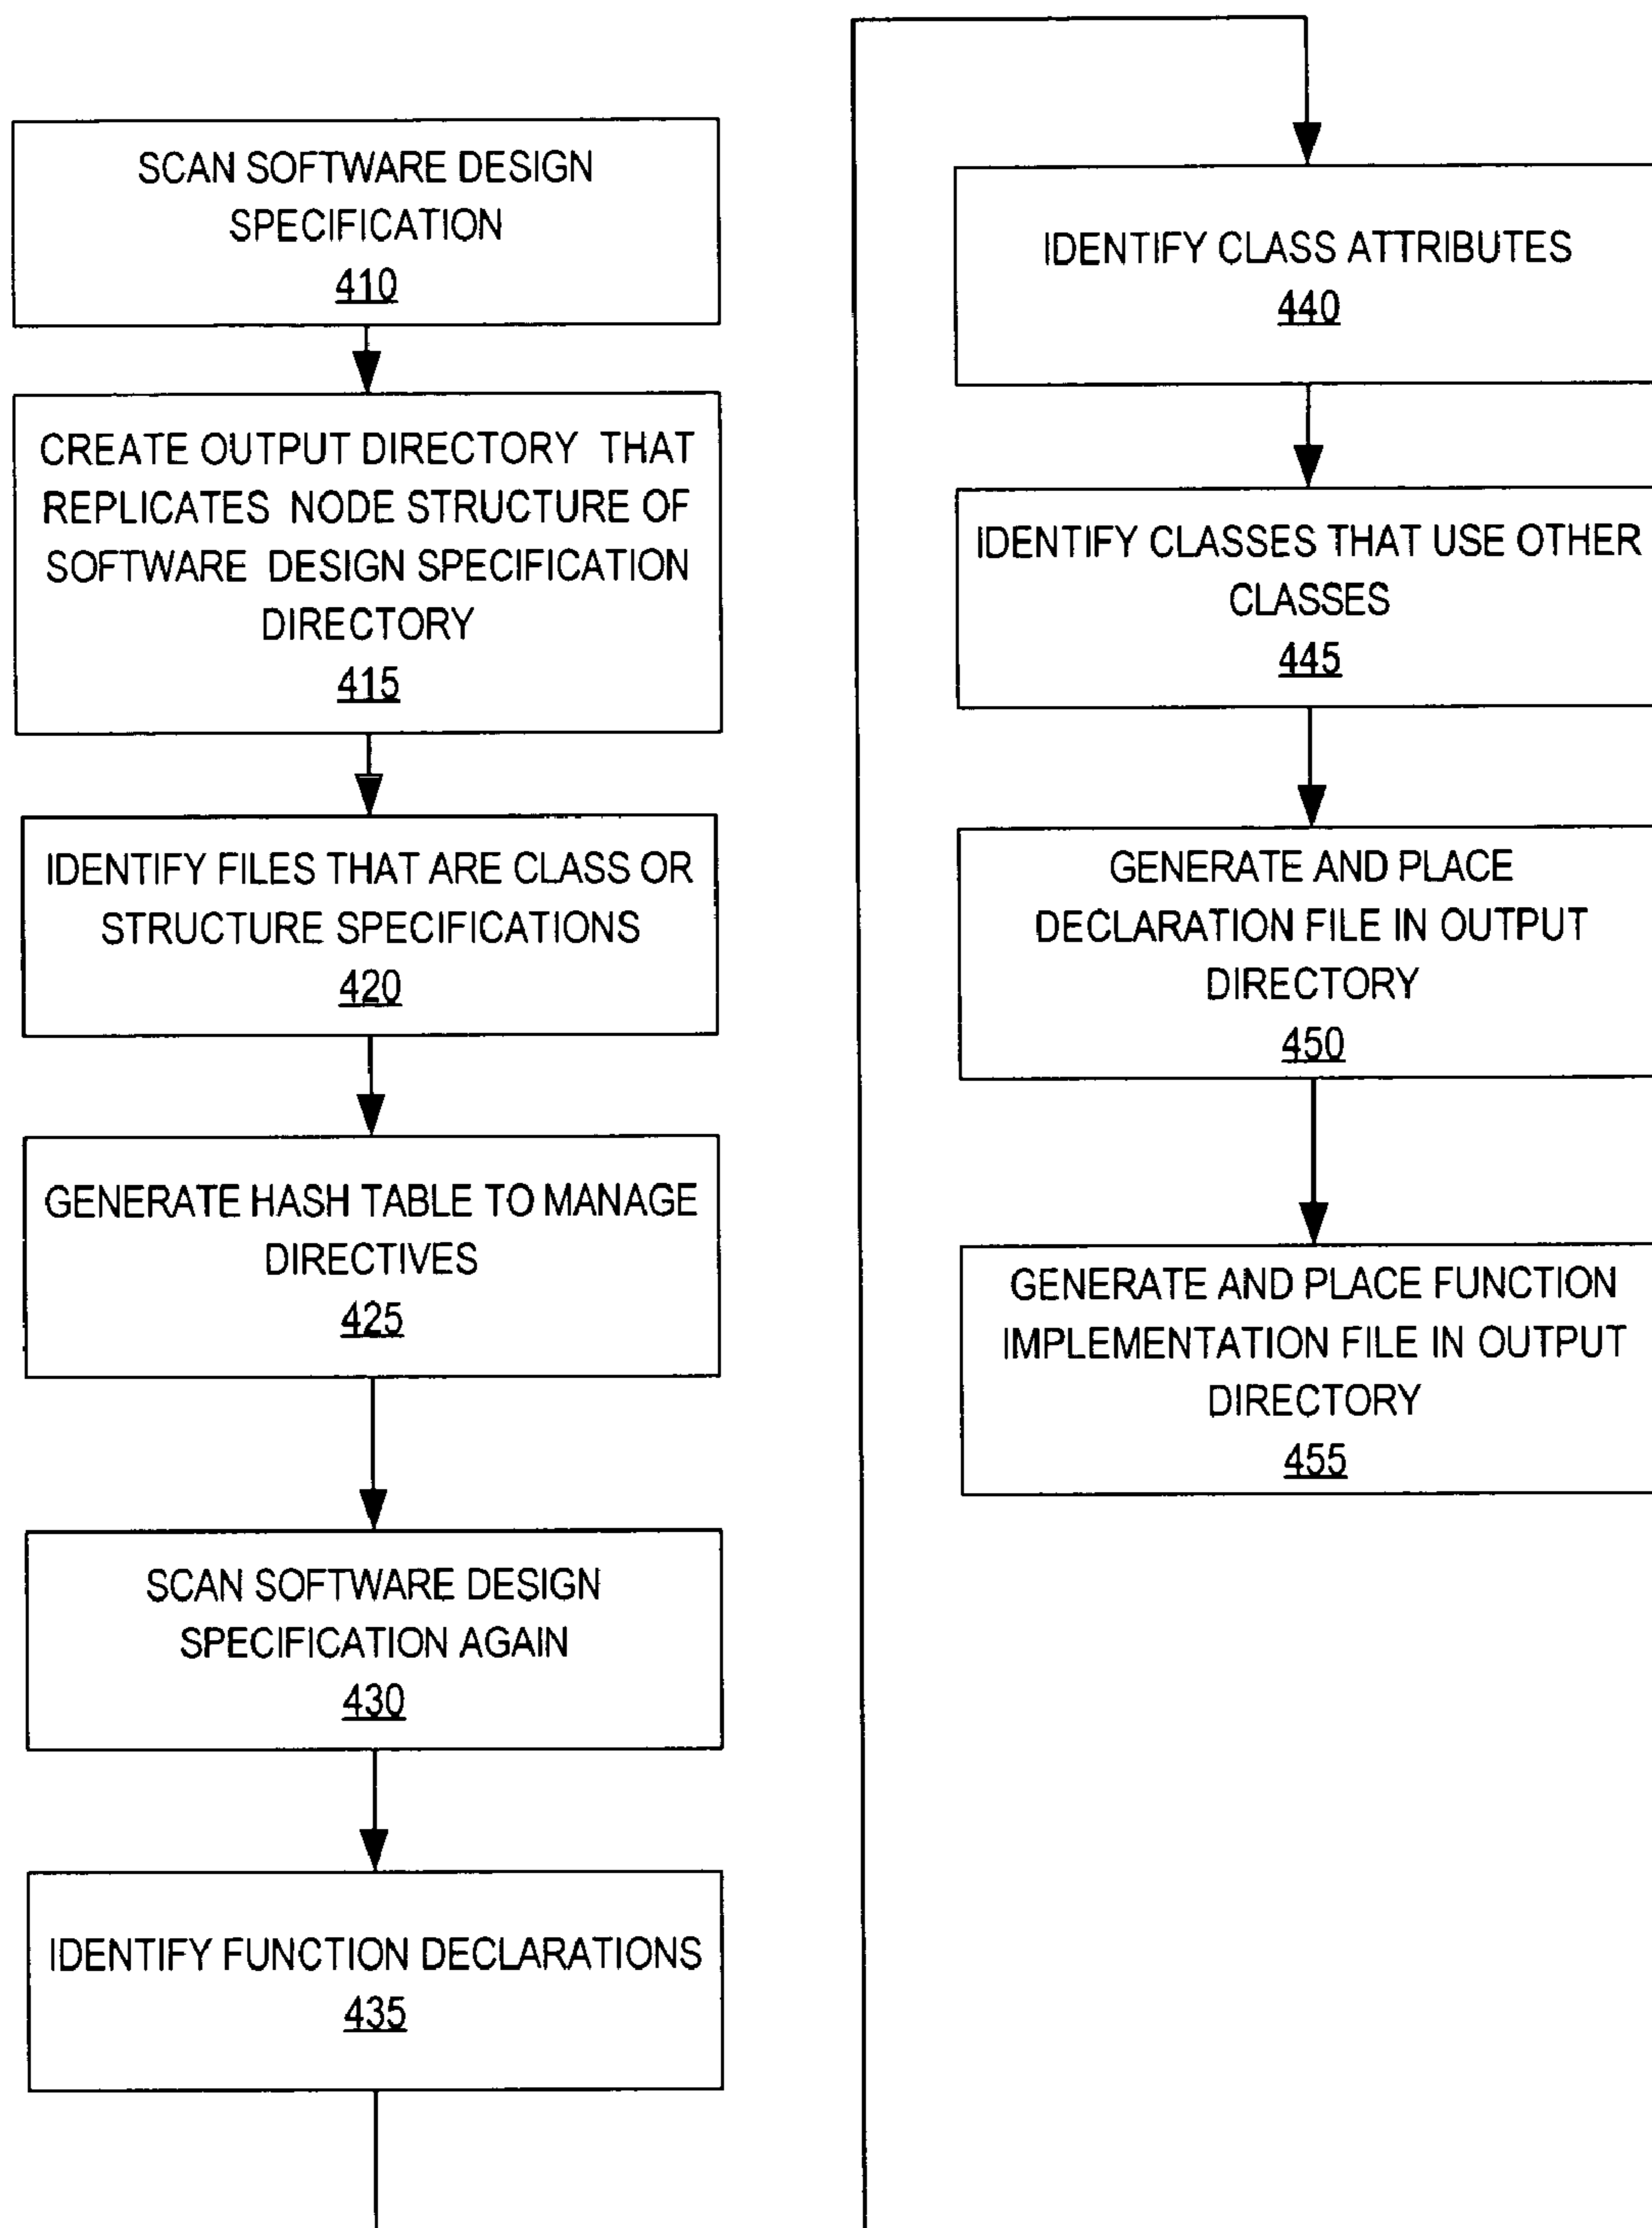 SCAN SOFTWARE DESIGN
SPECIFICATION
410
CREATE OUTPUT DIRECTORY THAT
REPLICATES NODE STRUCTURE OF
SOFTWARE DESIGN SPECIFICATION
DIRECTORY
415
IDENTIFY FILES THAT ARE CLASS OR
STRUCTURE SPECIFICATIONS
420
GENERATE HASH TABLE TO MANAGE
DIRECTIVES
425
SCAN SOFTWARE DESIGN
SPECIFICATION AGAIN
430
IDENTIFY FUNCTION DECLARATIONS
435
IDENTIFY CLASS ATTRIBUTES
440
IDENTIFY CLASSES THAT USE OTHER
CLASSES
445
GENERATE AND PLACE
DECLARATION FILE IN OUTPUT
DIRECTORY
450
GENERATE AND PLACE FUNCTION
IMPLEMENTATION FILE IN OUTPUT
DIRECTORY
455